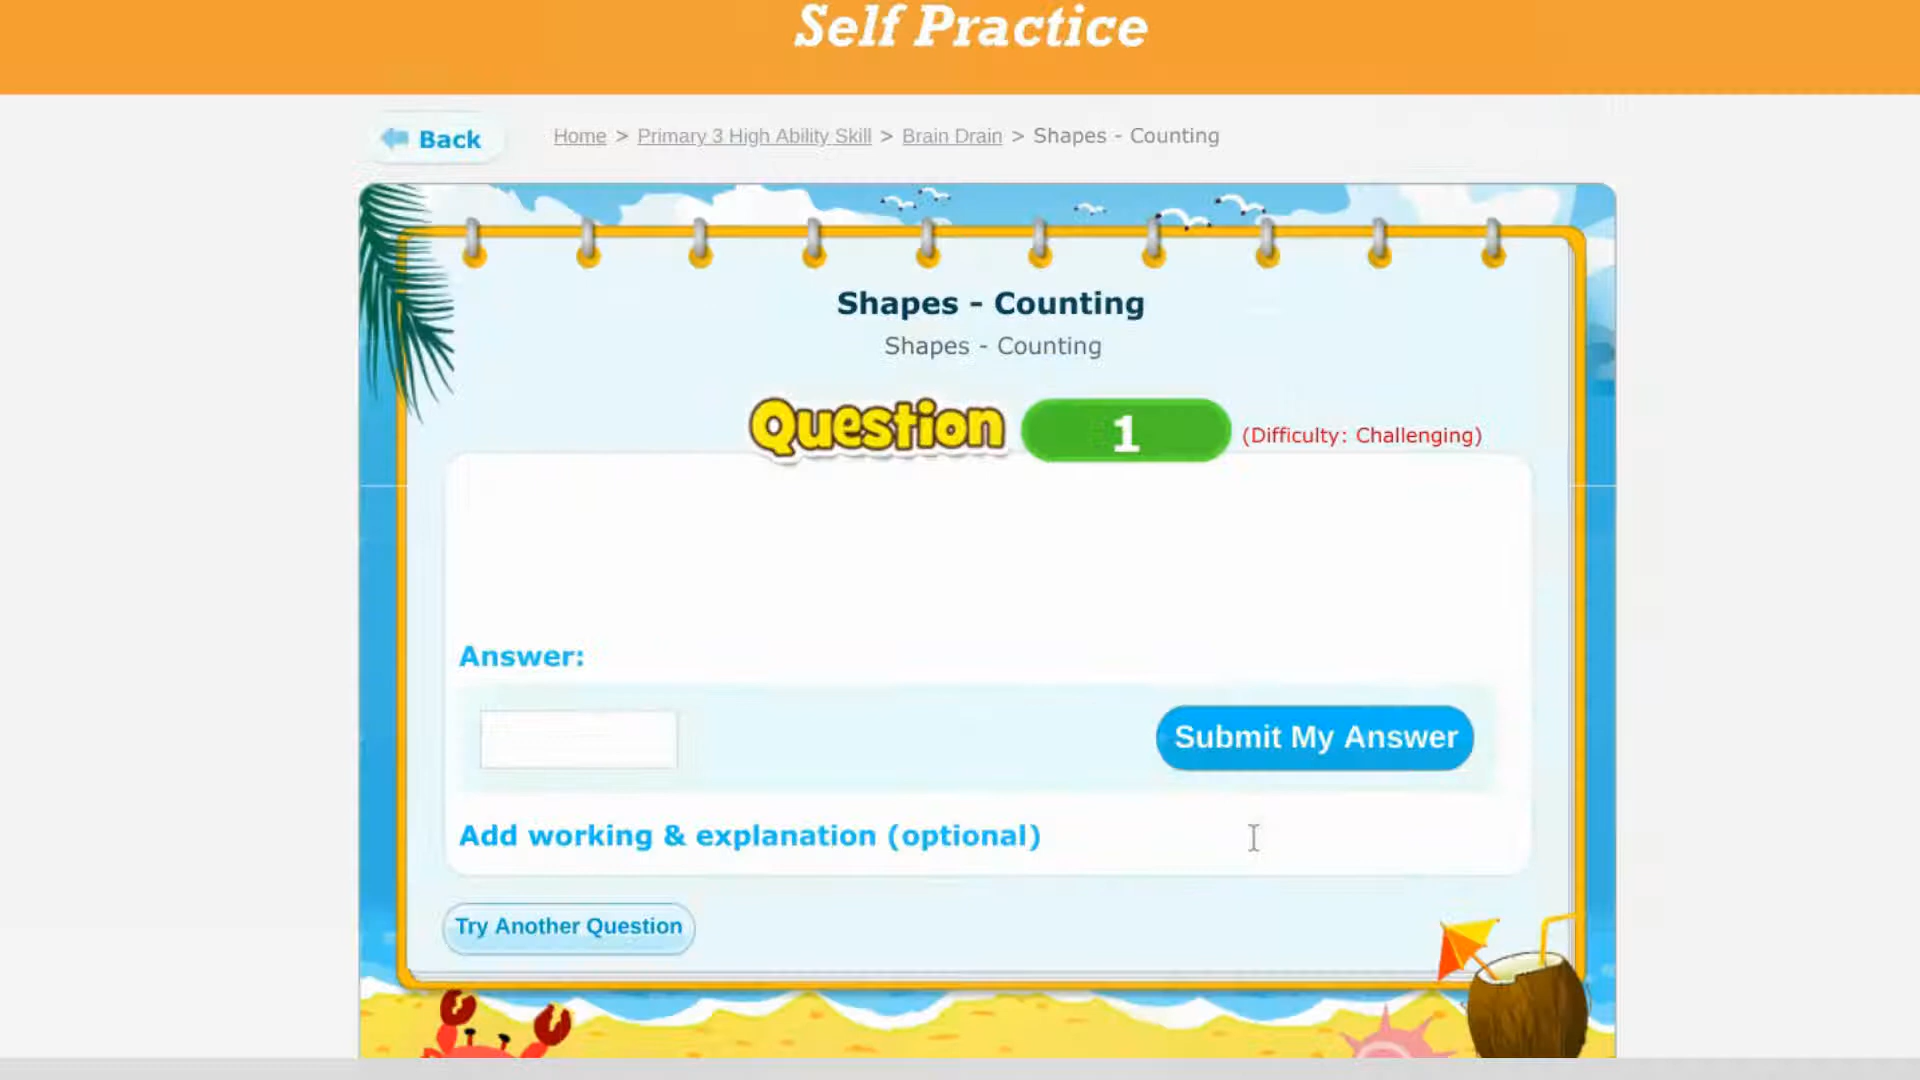 Self Practice
Back
Home > Primary 3 High Ability Skill > Brain Drain > Shapes - Counting
Shapes - Counting
Shapes - Counting
Question 1 (Difficulty: Challenging)
Answer:
Submit My Answer
Add working & explanation (optional)
Try Another Question